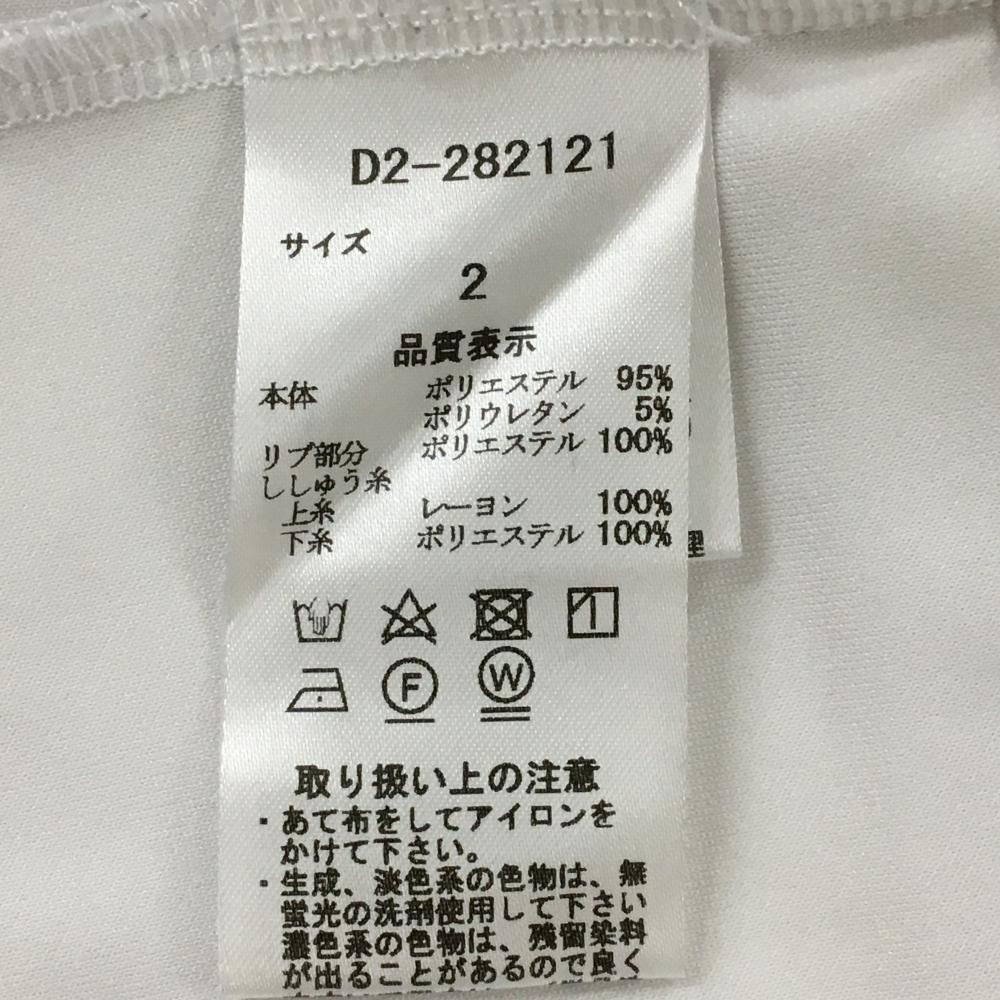 D2-282121
サイズ
2
品質表示
本体 ポリエステル 95%
ポリウレタン 5%
リブ部分 ポリエステル 100%
ししゅう糸
上糸 レーヨン 100%
下糸 ポリエステル 100%
F W
取り扱い上の注意
・あて布をしてアイロンを
かけて下さい。
・生成、淡色系の色物は、無
蛍光の洗剤使用して下さい
濃色系の色物は、残留染料
が出ることがあるので良く
理